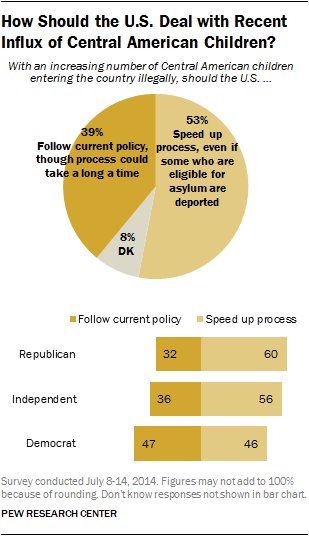 How Should the U.S. Deal with Recent
Influx of Central American Children?
With an increasing number of Central American children
entering the country illegally, should the U.S. ...
39%
Follow current policy,
though process could
take a long a time
53%
Speed up
process, even if
some who are
eligible for
asylum are
deported
8%
DK
Follow current policy
Speed up process
Republican 32 60
Independent 36 56
Democrat 47 46
Survey conducted July 8-14, 2014. Figures may not add to 100%
because of rounding. Don't know responses not shown in bar chart.
PEW RESEARCH CENTER